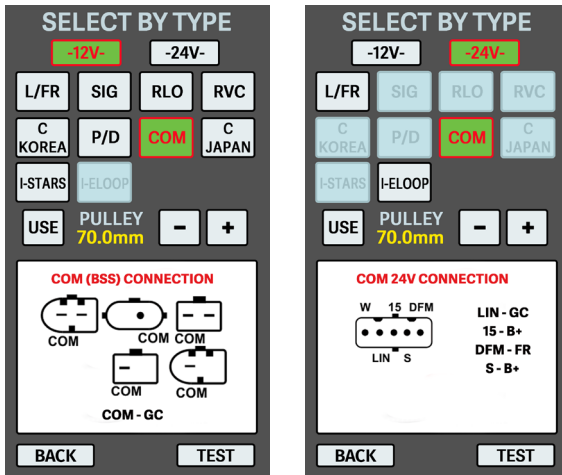 SELECT BY TYPE
-12V- -24V-
L/FR SIG RLO RVC
C KOREA P/D COM C JAPAN
I-STARS I-ELOOP
USE PULLEY 70.0mm - +
COM (BSS) CONNECTION
COM COM COM
COM COM
COM - GC
BACK TEST
SELECT BY TYPE
-12V- -24V-
L/FR SIG RLO RVC
C KOREA P/D COM C JAPAN
I-STARS I-ELOOP
USE PULLEY 70.0mm - +
COM 24V CONNECTION
W 15 DFM
LIN S
LIN - GC
15 - B+
DFM - FR
S - B+
BACK TEST